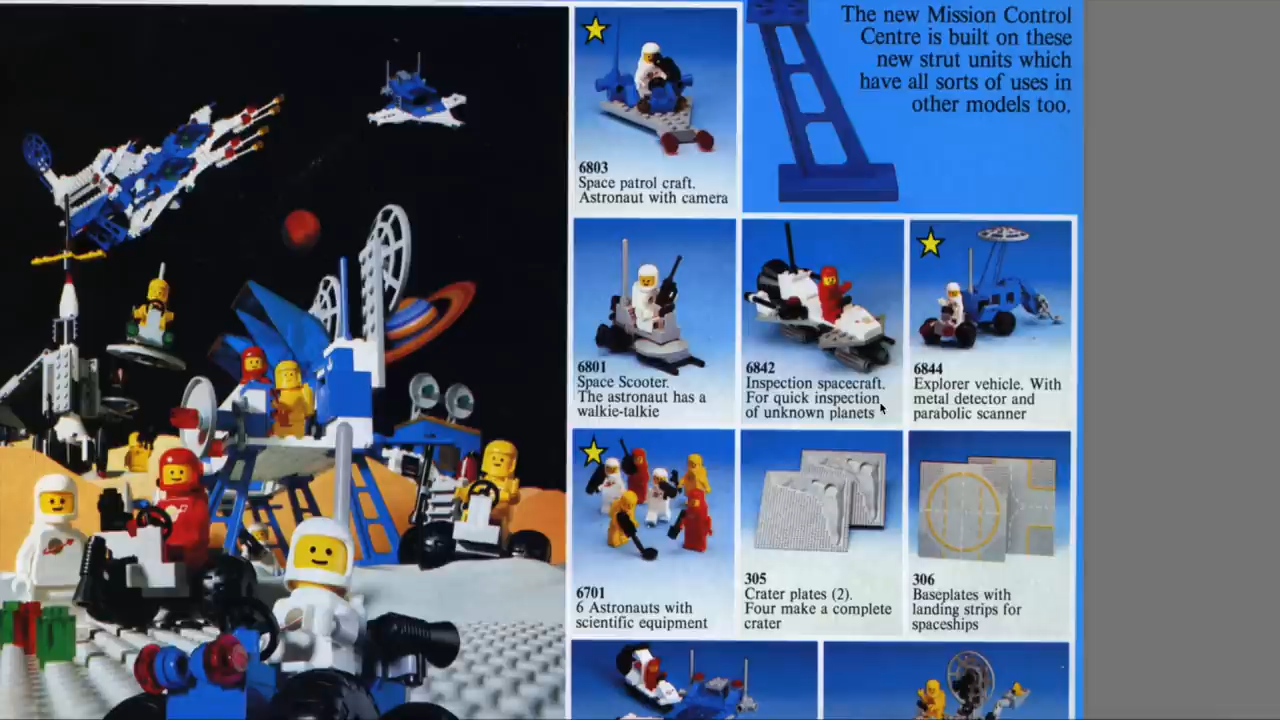 The new Mission Control
Centre is built on these
new strut units which
have all sorts of uses in
other models too.
6803
Space patrol craft.
Astronaut with camera
6801
Space Scooter.
The astronaut has a
walkie-talkie
6842
Inspection spacecraft.
For quick inspection
of unknown planets
6844
Explorer vehicle. With
metal detector and
parabolic scanner
6701
6 Astronauts with
scientific equipment
305
Crater plates (2).
Four make a complete
crater
306
Baseplates with
landing strips for
spaceships